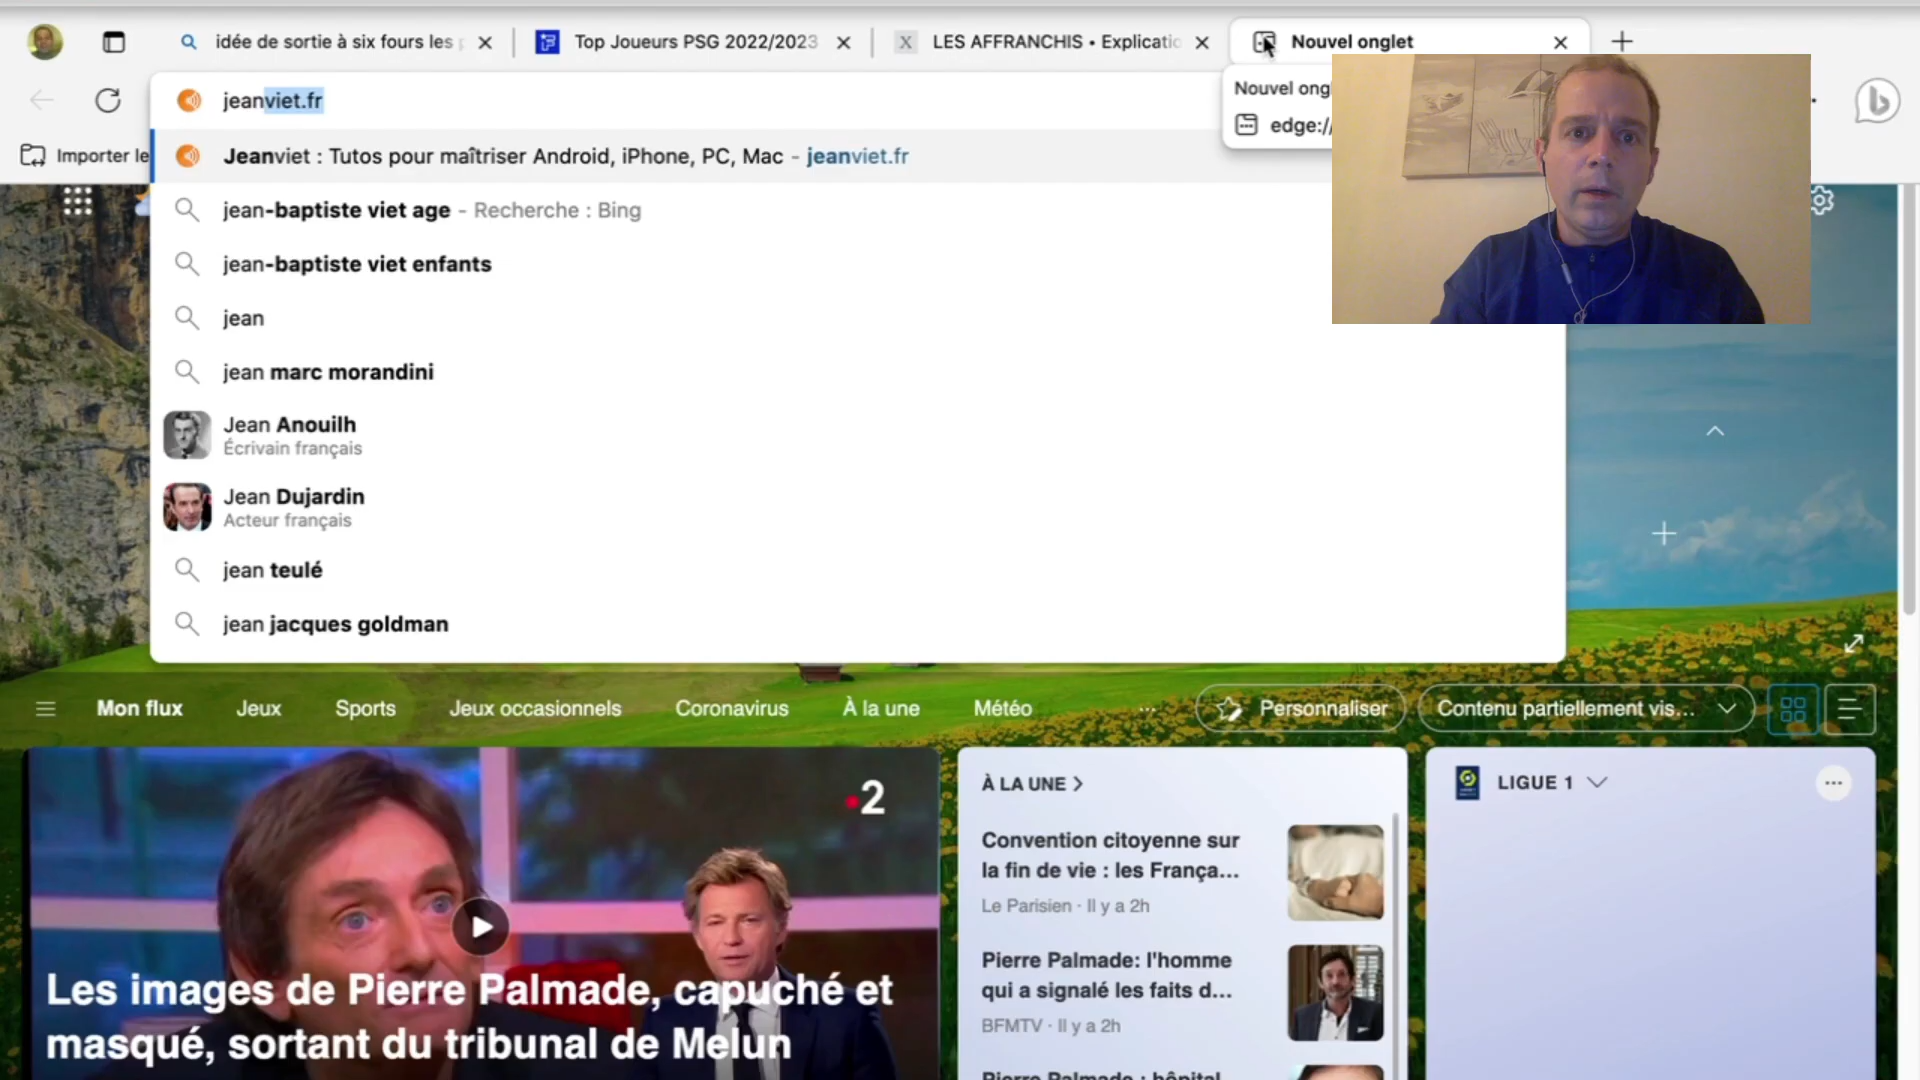 idée de sortie à six fours les
Top Joueurs PSG 2022/2023
LES AFFRANCHIS • Explicatio
Nouvel onglet
jeanviet.fr
Nouvel ong
edge://
Importer le
Jeanviet : Tutos pour maîtriser Android, iPhone, PC, Mac - jeanviet.fr
jean-baptiste viet age - Recherche : Bing
jean-baptiste viet enfants
jean
jean marc morandini
Jean Anouilh
Écrivain français
Jean Dujardin
Acteur français
jean teulé
jean jacques goldman
Mon flux
Jeux
Sports
Jeux occasionnels
Coronavirus
À la une
Météo
...
Personnaliser
Contenu partiellement vis...
2
Les images de Pierre Palmade, capuché et
masqué, sortant du tribunal de Melun
À LA UNE >
Convention citoyenne sur
la fin de vie : les França...
Le Parisien · Il y a 2h
Pierre Palmade: l'homme
qui a signalé les faits d...
BFMTV · Il y a 2h
Pierre Palmade : hôpital
LIGUE 1